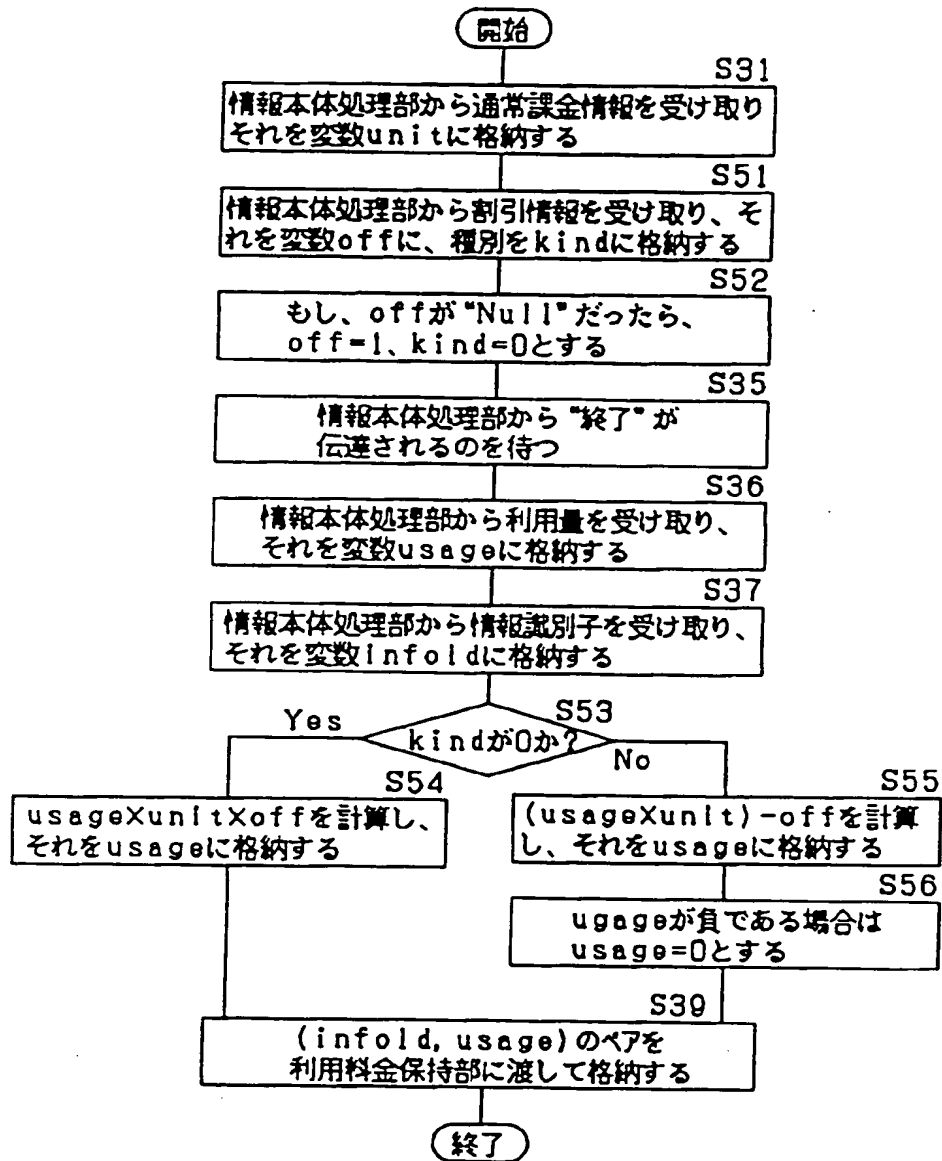 開始
S31
情報本体処理部から通常課金情報を受け取り
それを変数unitに格納する
S51
情報本体処理部から割引情報を受け取り、そ
れを変数offに、種別をkindに格納する
S52
もし、offが"Null"だったら、
off=1、kind=0とする
S35
情報本体処理部から"終了"が
伝達されるのを待つ
S36
情報本体処理部から利用量を受け取り、
それを変数usageに格納する
S37
情報本体処理部から情報識別子を受け取り、
それを変数infoIdに格納する
S53
Yes
kindが0か?
No
S54
usage×unit×offを計算し、
それをusageに格納する
S55
(usage×unit)-offを計算
し、それをusageに格納する
S56
ugageが負である場合は
usage=0とする
S39
(infoId, usage)のペアを
利用料金保持部に渡して格納する
終了